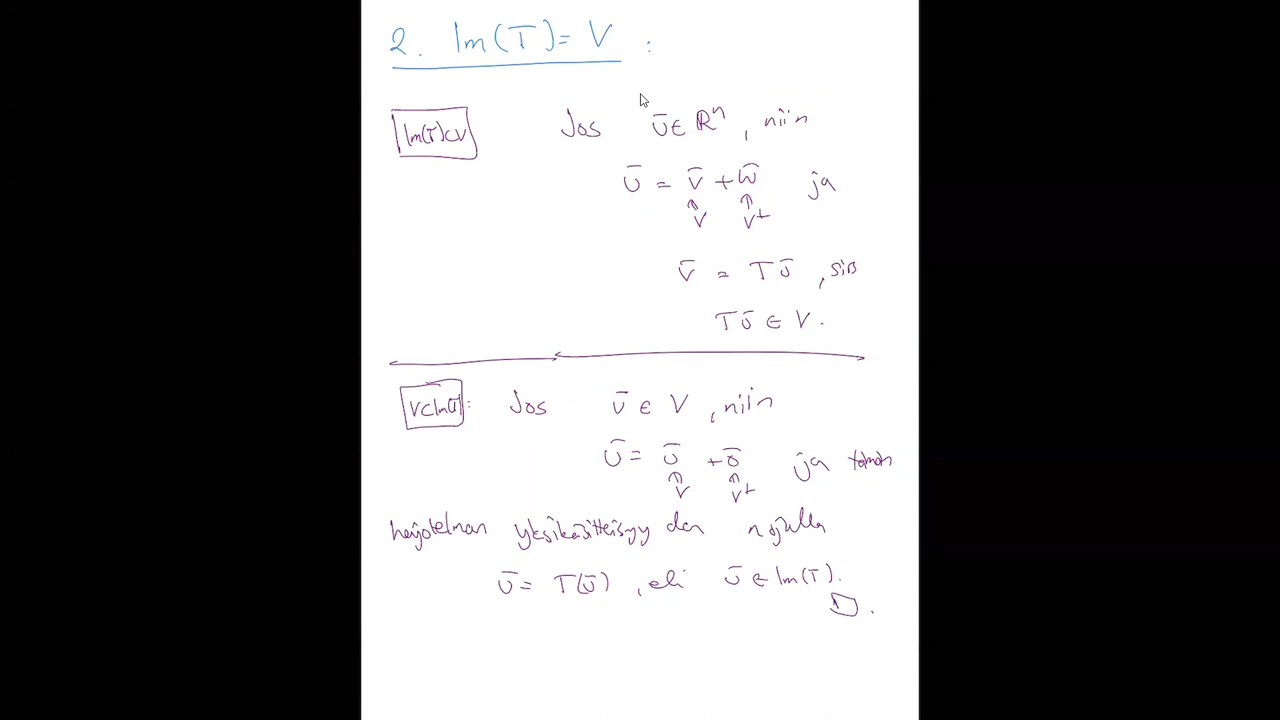 2. Im(T) = V :
Im(T)⊂V Jos ū ∈ ℝⁿ, niin
ū = v̄ + w̄ ja
↑ ↑
V V⊥
v̄ = Tū, siis
Tū ∈ V.
V⊂Im(T): Jos ū ∈ V, niin
ū = ū + ō ja tämän
↑ ↑
V V⊥
hajotelman yksikäsitteisyyden nojalla
ū = T(ū), eli ū ∈ Im(T).
□.